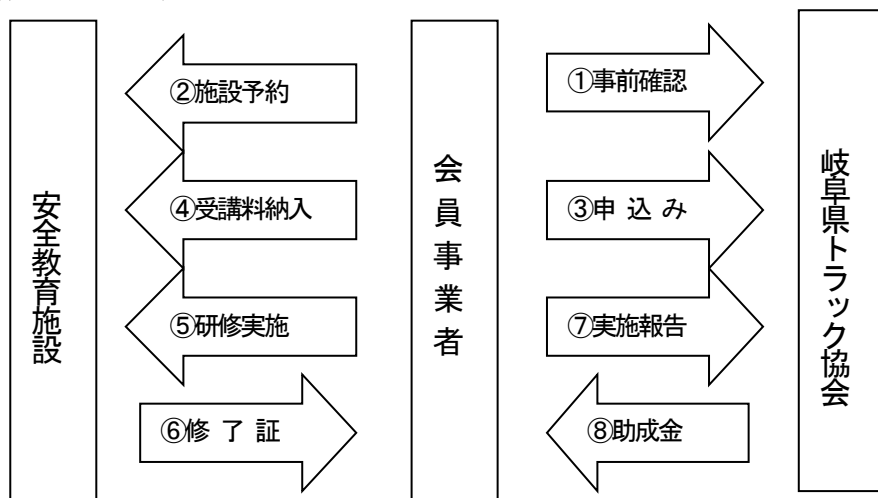 安全教育施設
②施設予約
④受講料納入
⑤研修実施
⑥修 了 証
会員事業者
①事前確認
③申 込 み
⑦実施報告
⑧助成金
岐阜県トラック協会